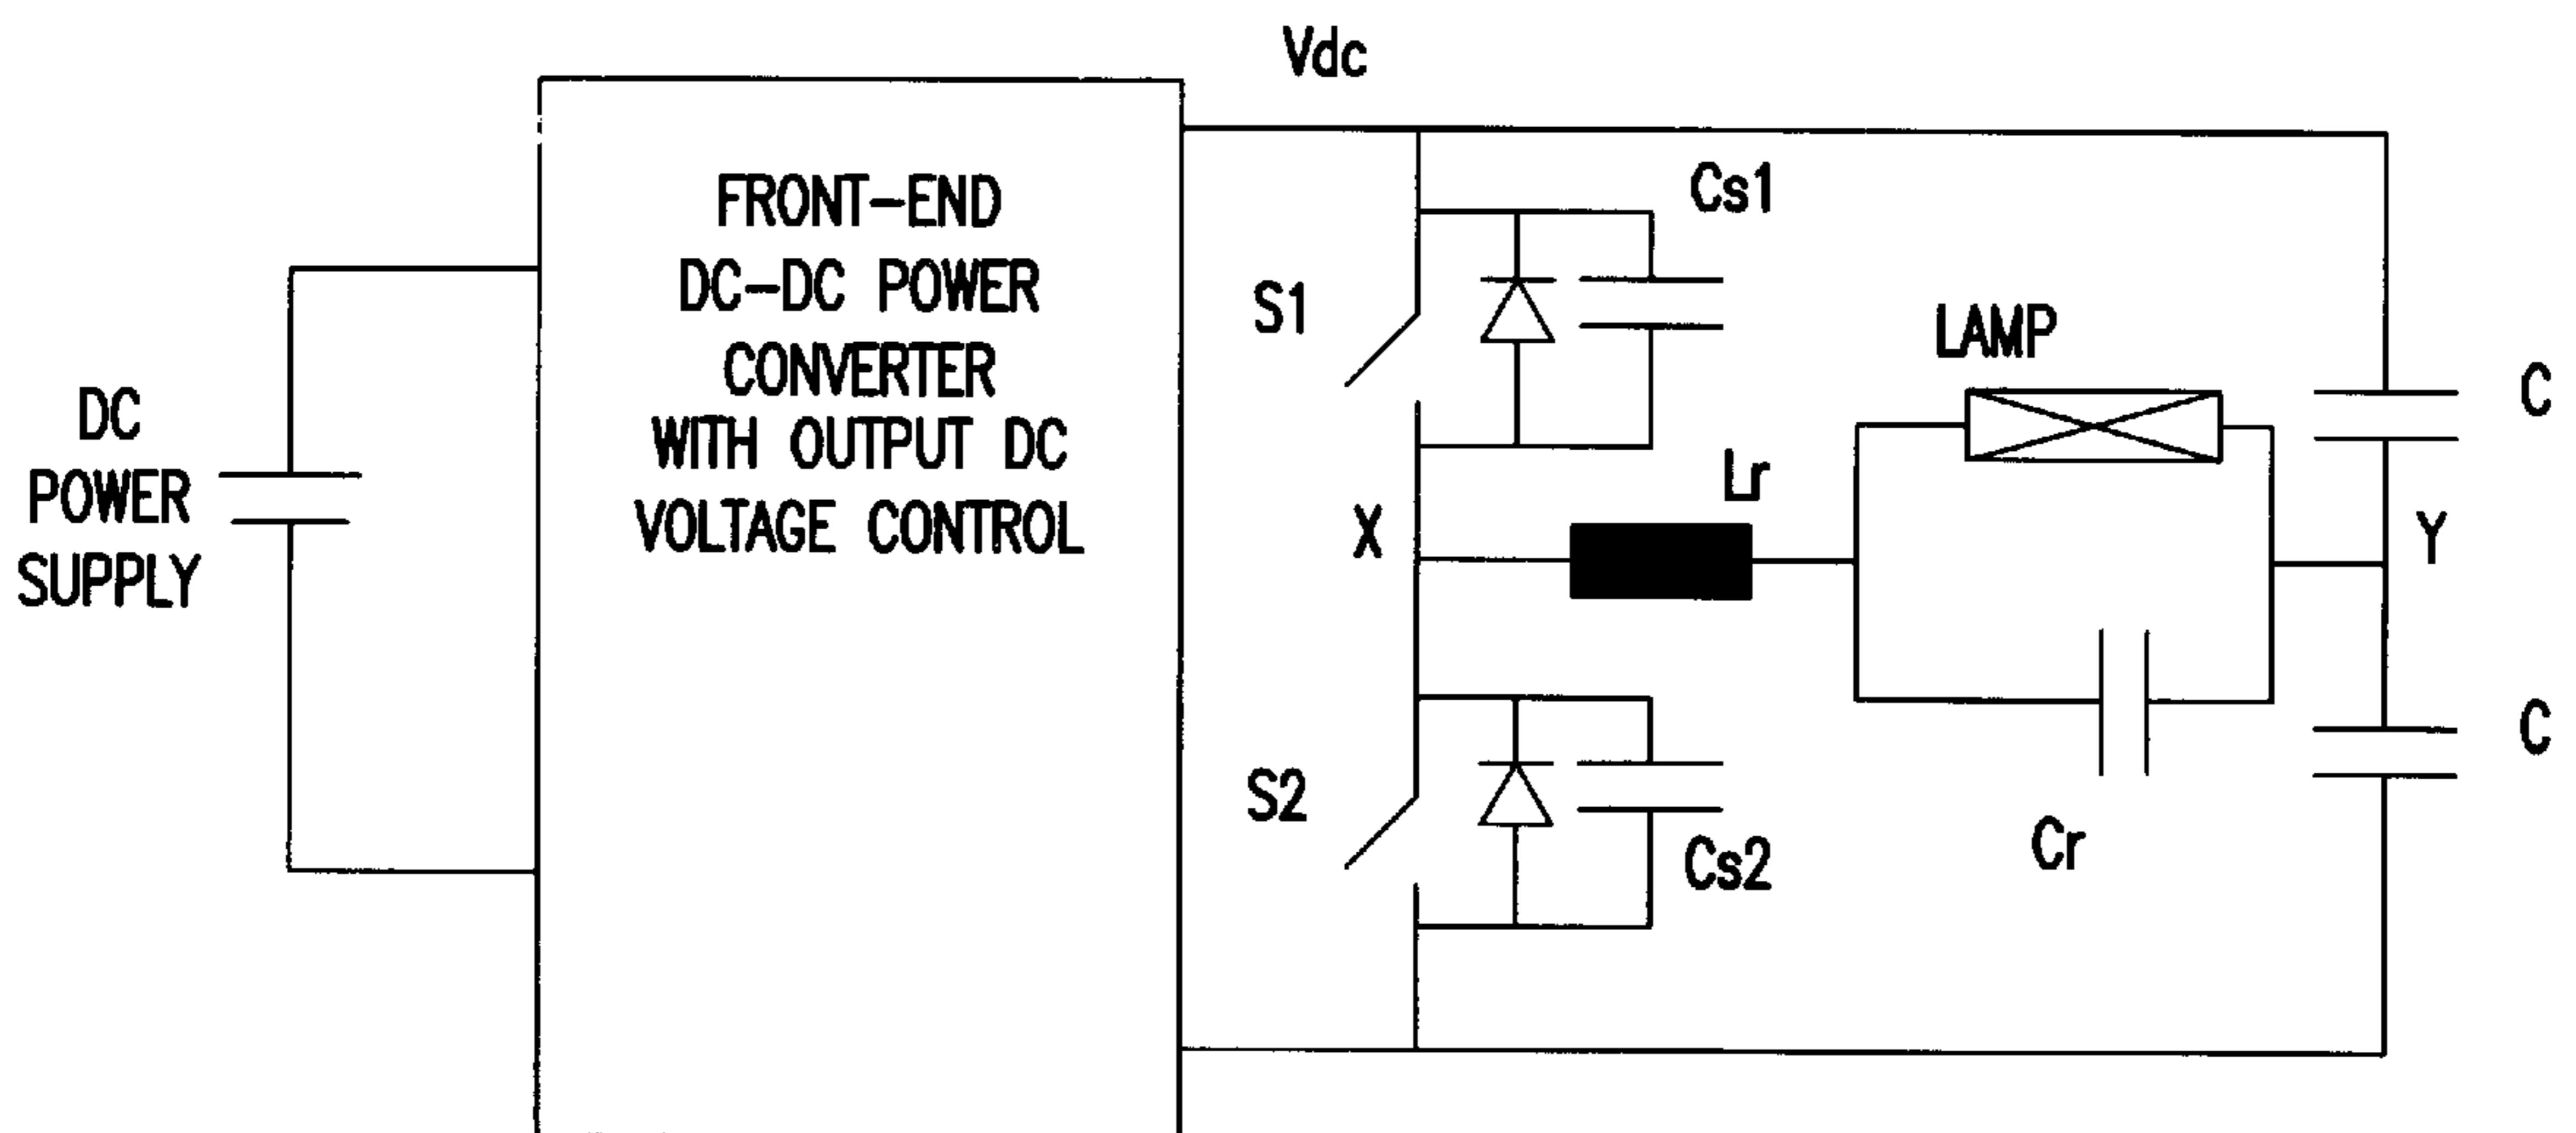 Vdc
FRONT-END
DC-DC POWER
CONVERTER
WITH OUTPUT DC
VOLTAGE CONTROL
DC
POWER
SUPPLY
Cs1
S1
LAMP
C
Lr
X
Y
C
S2
Cs2
Cr